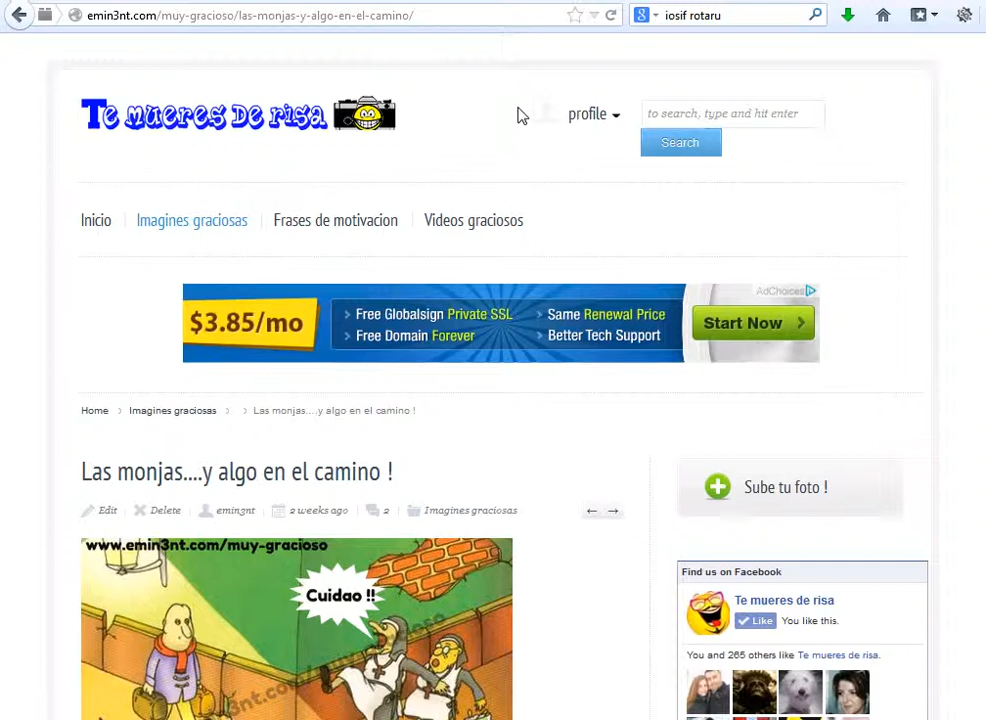 emin3nt.com/muy-gracioso/las-monjas-y-algo-en-el-camino/
iosif rotaru
Te mueres de risa
profile
to search, type and hit enter
Search
Inicio
Imagines graciosas
Frases de motivacion
Videos graciosos
AdChoices
$3.85/mo
Free Globalsign Private SSL
Same Renewal Price
Free Domain Forever
Better Tech Support
Start Now
Home
Imagines graciosas
Las monjas....y algo en el camino !
Las monjas....y algo en el camino !
Sube tu foto !
Edit
Delete
emin3nt
2 weeks ago
2
Imagines graciosas
www.emin3nt.com/muy-gracioso
Cuidao !!
Find us on Facebook
Te mueres de risa
Like
You like this.
You and 265 others like Te mueres de risa.